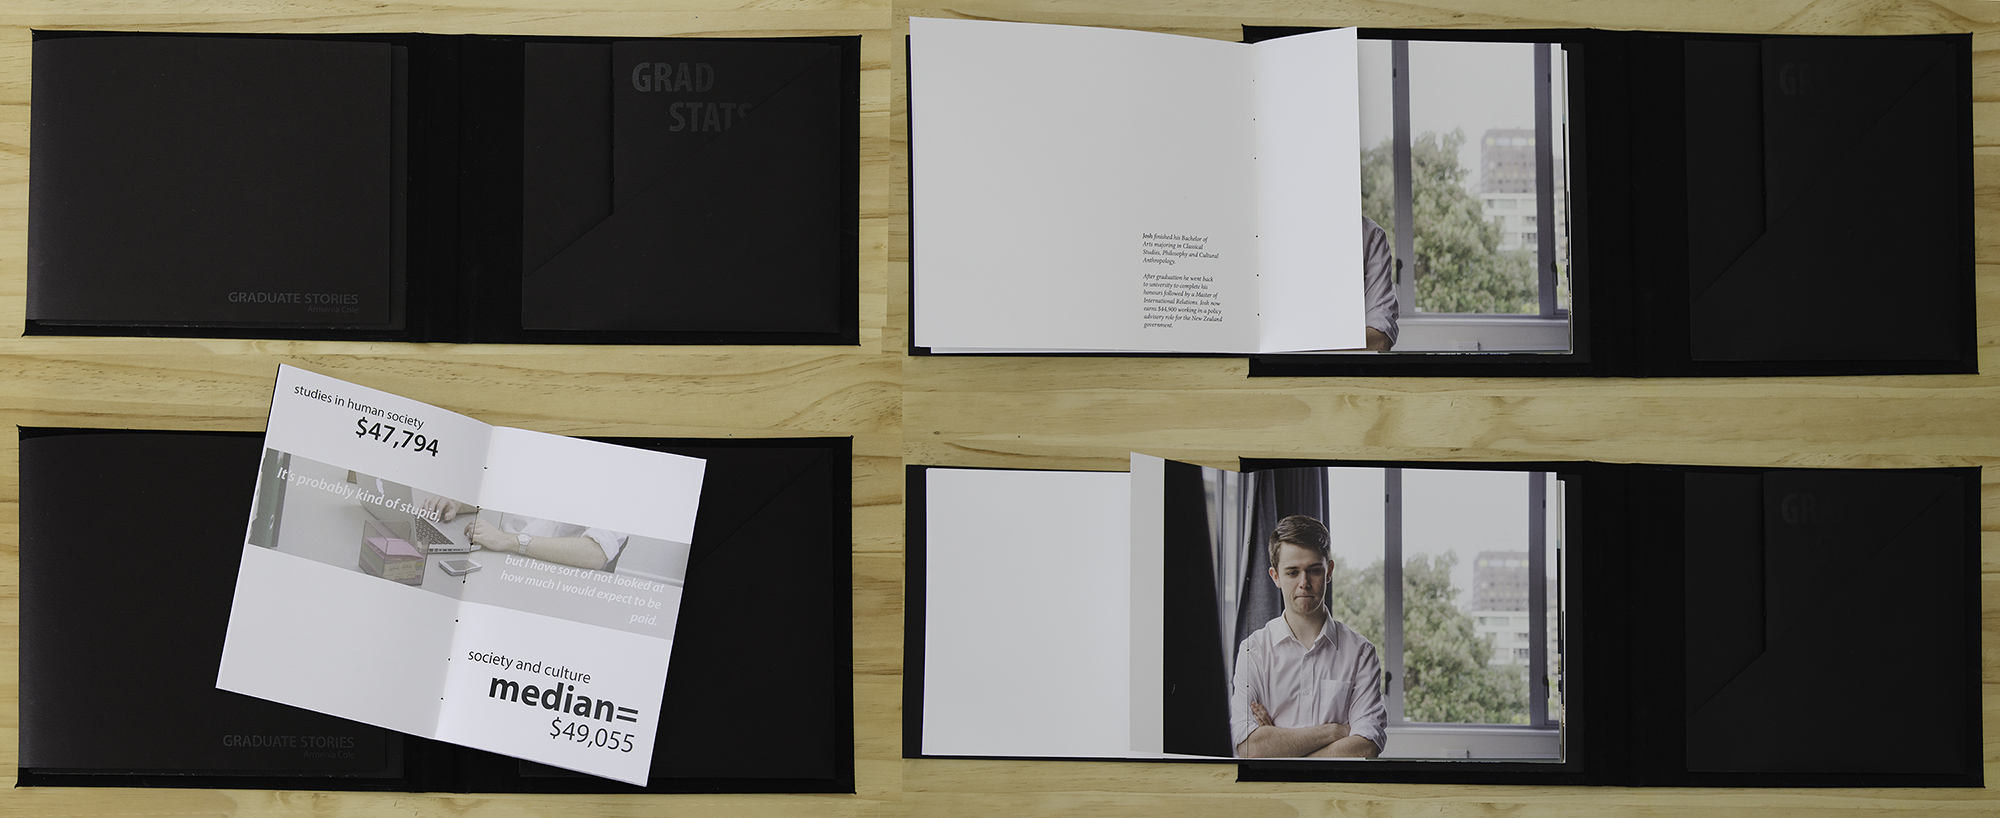 GRAD
STATS
GRADUATE STORIES
Armenia Cole
Josh finished his Bachelor of
Arts majoring in Classical
Studies, Philosophy and Cultural
Anthropology.
After graduation he went back
to university to complete his
honours followed by a Master of
International Relations. Josh now
earns $44,900 working in a policy
advisory role for the New Zealand
government.
GR
studies in human society
$47,794
It's probably kind of stupid,
but I have sort of not looked at
how much I would expect to be
paid.
society and culture
median=
$49,055
GRADUATE STORIES
Armenia Cole
GR